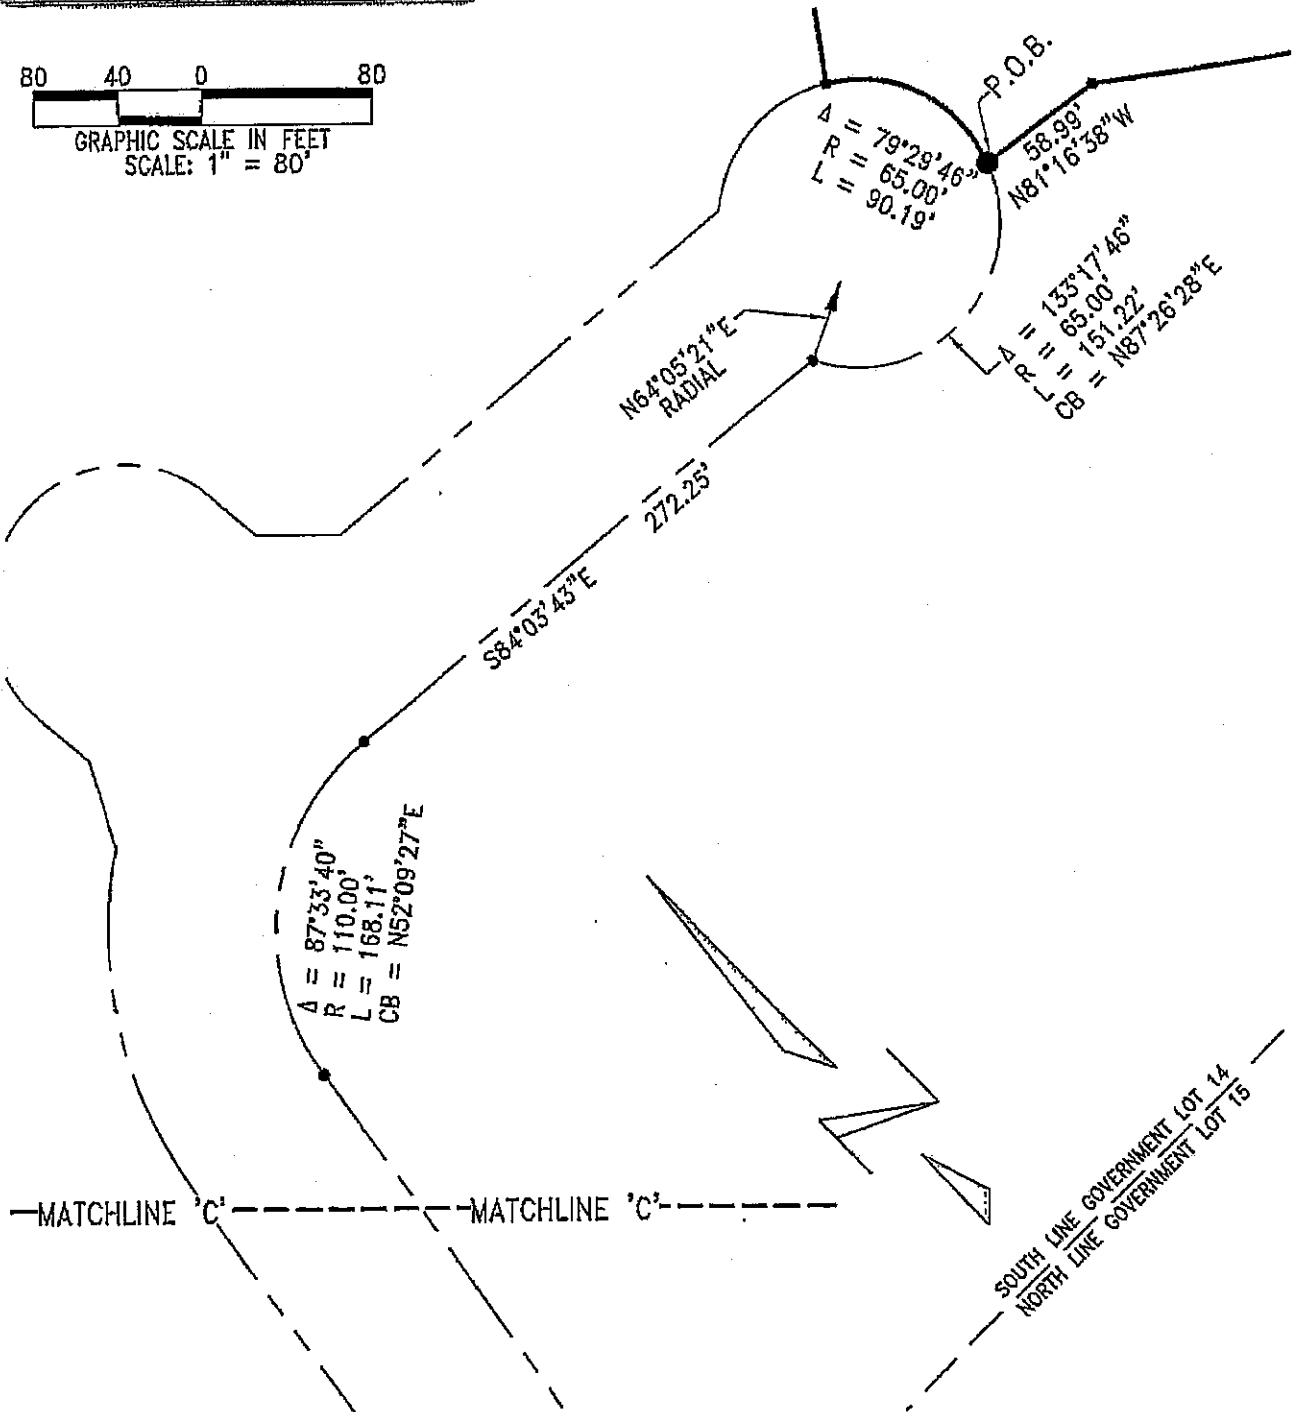 80 40 0 80
GRAPHIC SCALE IN FEET
SCALE: 1" = 80'
P.O.B.
Δ = 79°29'46"
R = 65.00'
L = 90.19'
58.99'
N81°16'38"W
Δ = 133°17'46"
R = 65.00'
L = 151.22'
CB = N87°26'28"E
N64°05'21"E
RADIAL
272.25'
S84°03'43"E
Δ = 87°33'40"
R = 110.00'
L = 168.11'
CB = N52°09'27"E
N
MATCHLINE 'C' MATCHLINE 'C'
SOUTH LINE GOVERNMENT LOT 14
NORTH LINE GOVERNMENT LOT 15